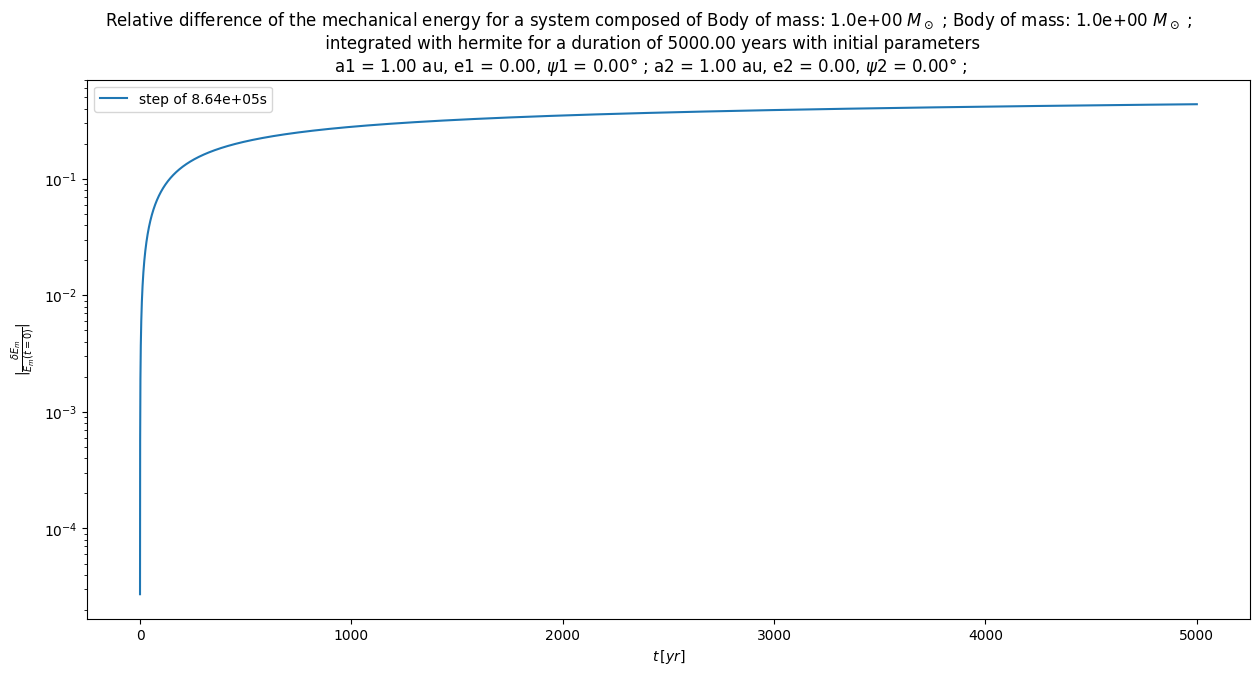 Relative difference of the mechanical energy for a system composed of Body of mass: 1.0e+00 $M_\odot$ ; Body of mass: 1.0e+00 $M_\odot$ ;
integrated with hermite for a duration of 5000.00 years with initial parameters
a1 = 1.00 au, e1 = 0.00, ψ1 = 0.00° ; a2 = 1.00 au, e2 = 0.00, ψ2 = 0.00° ;
step of 8.64e+05s
$|\frac{\delta E_m}{E_m(t=0)}|$
10⁻¹
10⁻²
10⁻³
10⁻⁴
0 1000 2000 3000 4000 5000
t [yr]